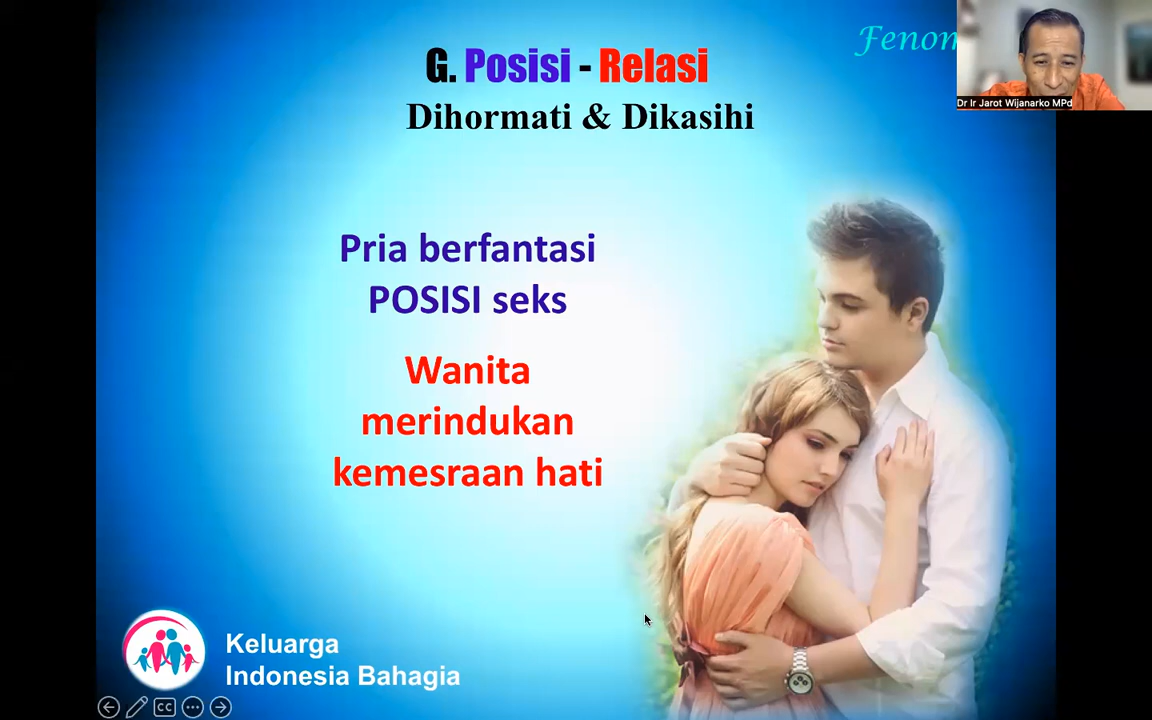 Fenom
G. Posisi - Relasi
Dihormati & Dikasihi
Dr Ir Jarot Wijanarko MPd
Pria berfantasi
POSISI seks
Wanita
merindukan
kemesraan hati
Keluarga
Indonesia Bahagia
CC